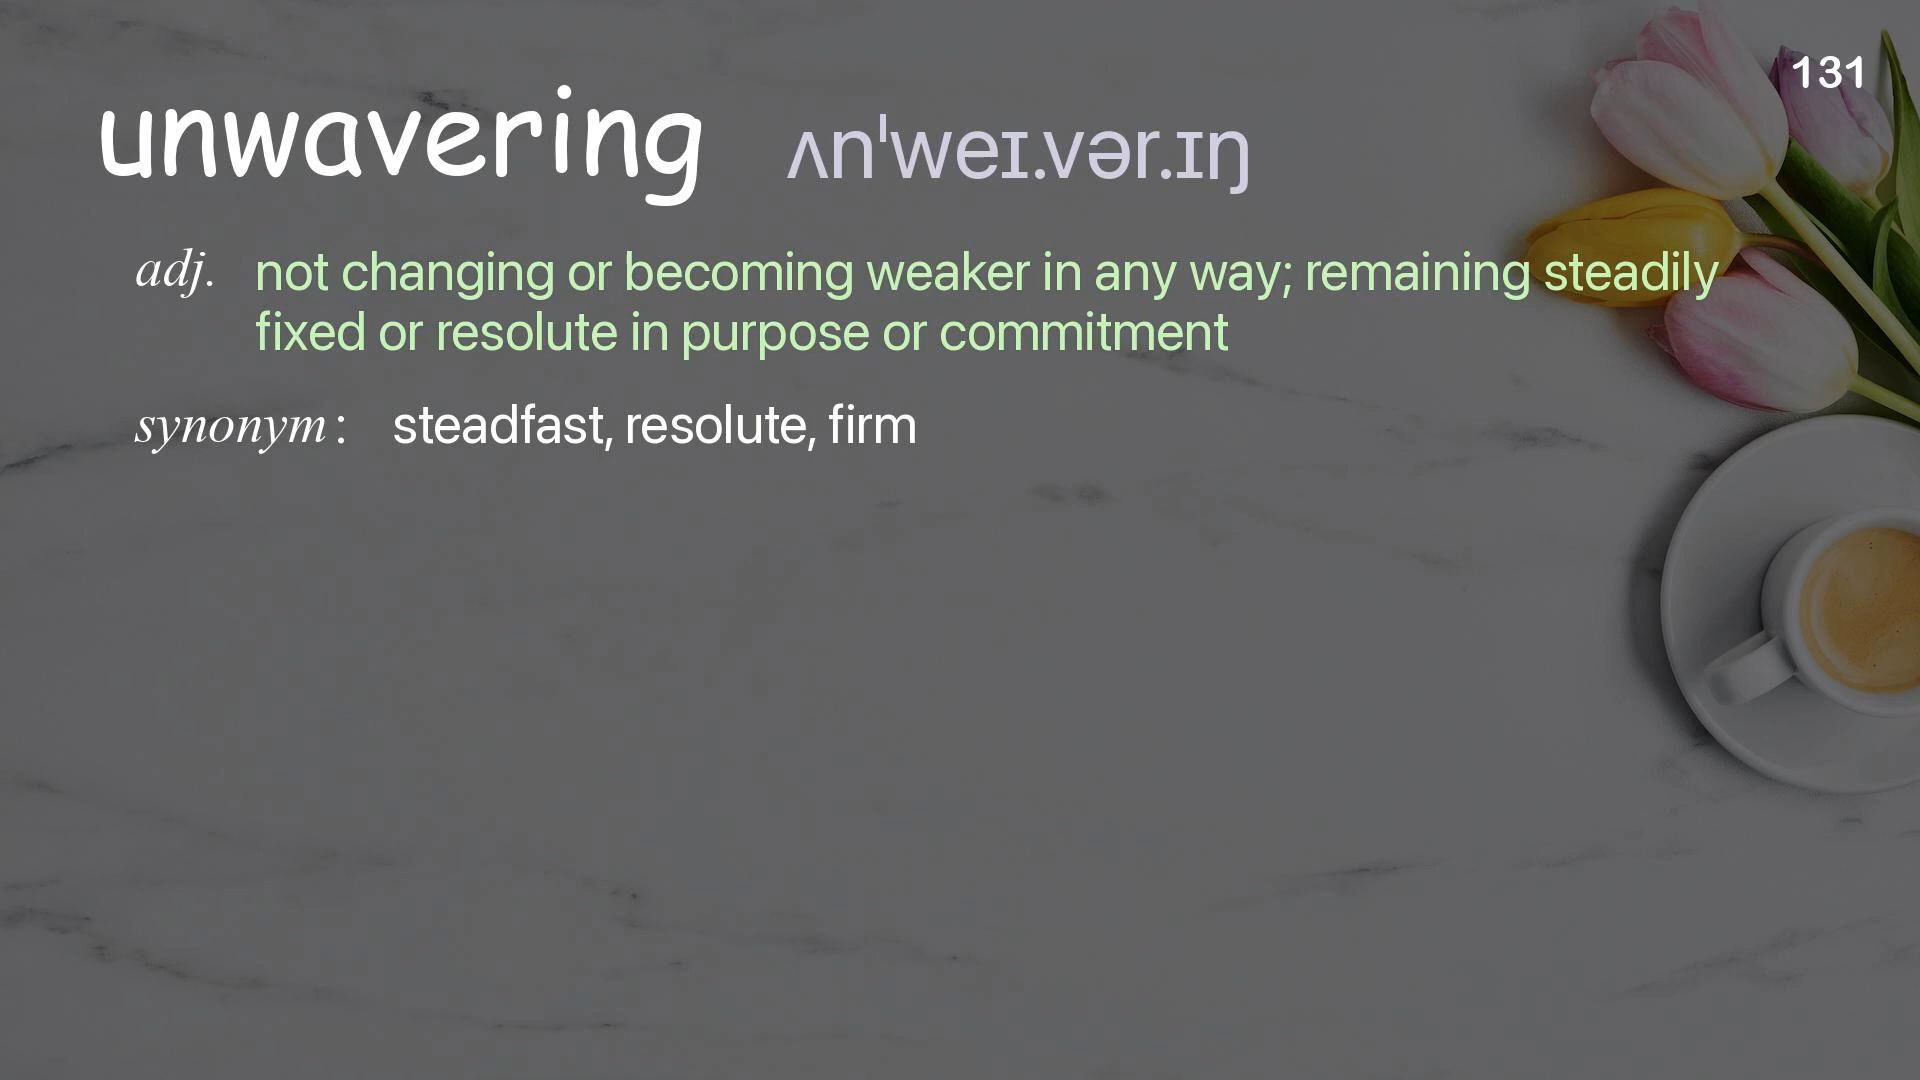 131
unwavering ʌnˈweɪ.vər.ɪŋ
adj. not changing or becoming weaker in any way; remaining steadily
fixed or resolute in purpose or commitment
synonym : steadfast, resolute, firm